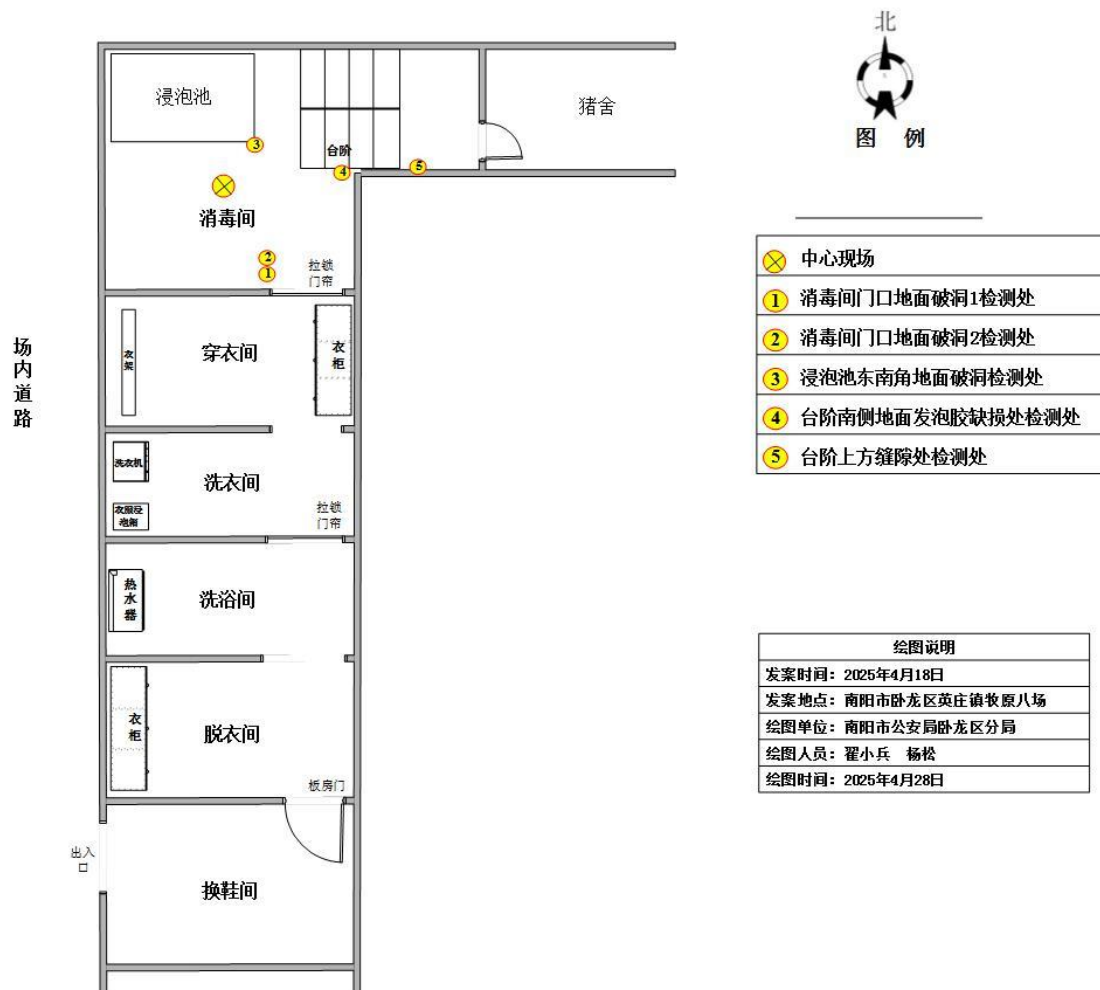 北
图 例
浸泡池
猪舍
台阶
3
4
5
消毒间
2
1
拉锁
门帘
中心现场
1 消毒间门口地面破洞1检测处
2 消毒间门口地面破洞2检测处
3 浸泡池东南角地面破洞检测处
4 台阶南侧地面发泡胶缺损处检测处
5 台阶上方缝隙处检测处
场内道路
衣架
穿衣间
衣柜
洗衣机
洗衣间
衣服浸
泡箱
拉锁
门帘
热水器
洗浴间
衣柜
脱衣间
板房门
出入
口
换鞋间
绘图说明
发案时间：2025年4月18日
发案地点：南阳市卧龙区英庄镇牧原八场
绘图单位：南阳市公安局卧龙区分局
绘图人员：翟小兵 杨松
绘图时间：2025年4月28日